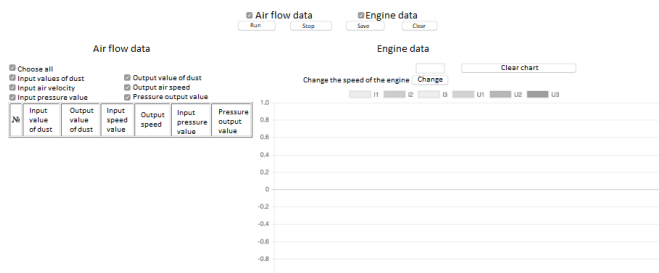 Air flow data Engine data
Run Stop Save Clear
Air flow data
Choose all
Input values of dust Output value of dust
Input air velocity Output air speed
Input pressure value Pressure output value
№ Input value of dust Output value of dust Input speed value Output speed Input pressure value Pressure output value
Engine data
Clear chart
Change the speed of the engine Change
I1 I2 I3 U1 U2 U3
1.0
0.8
0.6
0.4
0.2
0
-0.2
-0.4
-0.6
-0.8